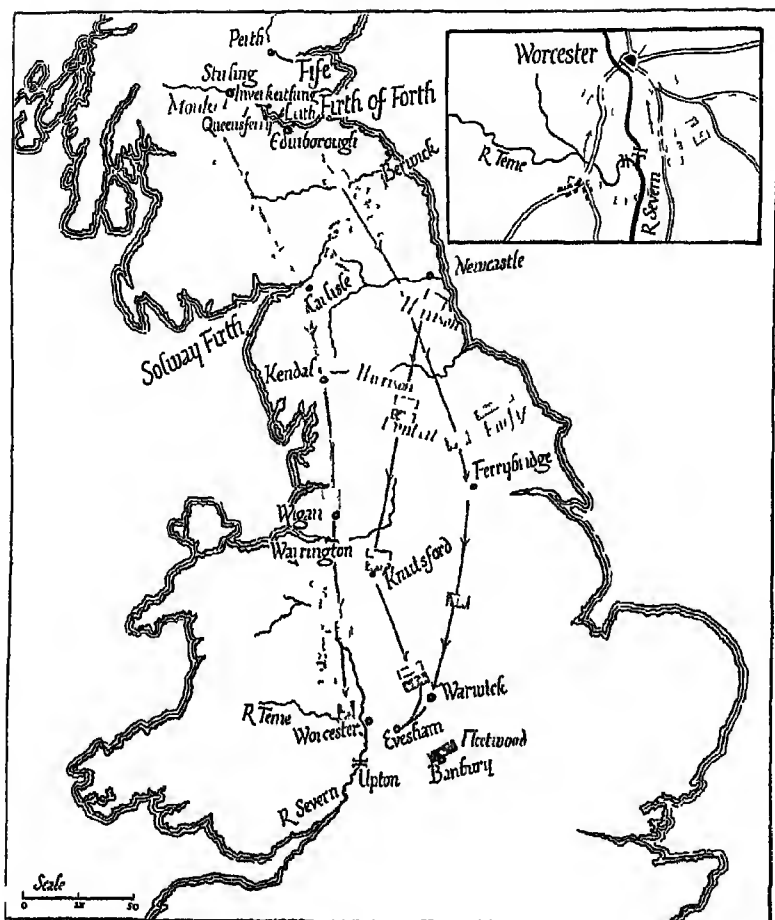 Perth
Fife
Stirling
Inverkeithing
Leith
Firth of Forth
Queensferry
Edinborough
Berwick
Newcastle
Carlisle
Solway Firth
Kendal
Harrison
Ferrybridge
Wigan
Warrington
Knutsford
Warwick
R Teme
Worcester
Evesham
Fleetwood
Banbury
Upton
R Severn
Scale
0 25 50
Worcester
R Teme
R Severn